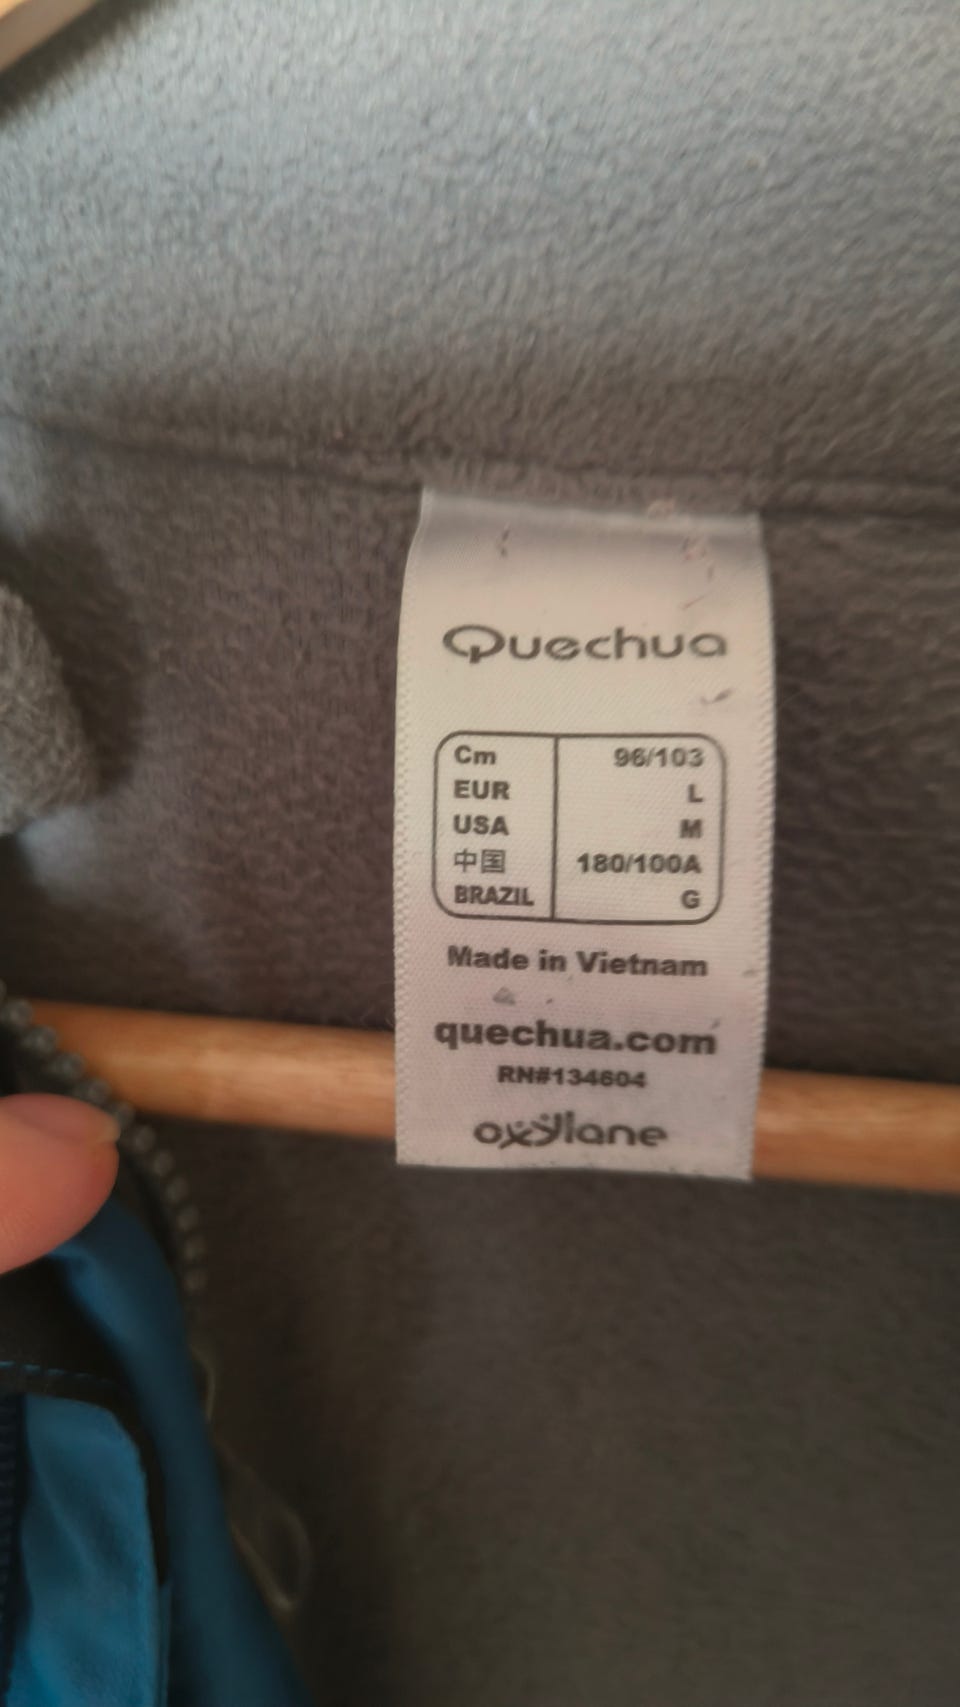 Quechua
Cm 96/103
EUR L
USA M
中国 180/100A
BRAZIL G
Made in Vietnam
quechua.com
RN#134604
oxylane